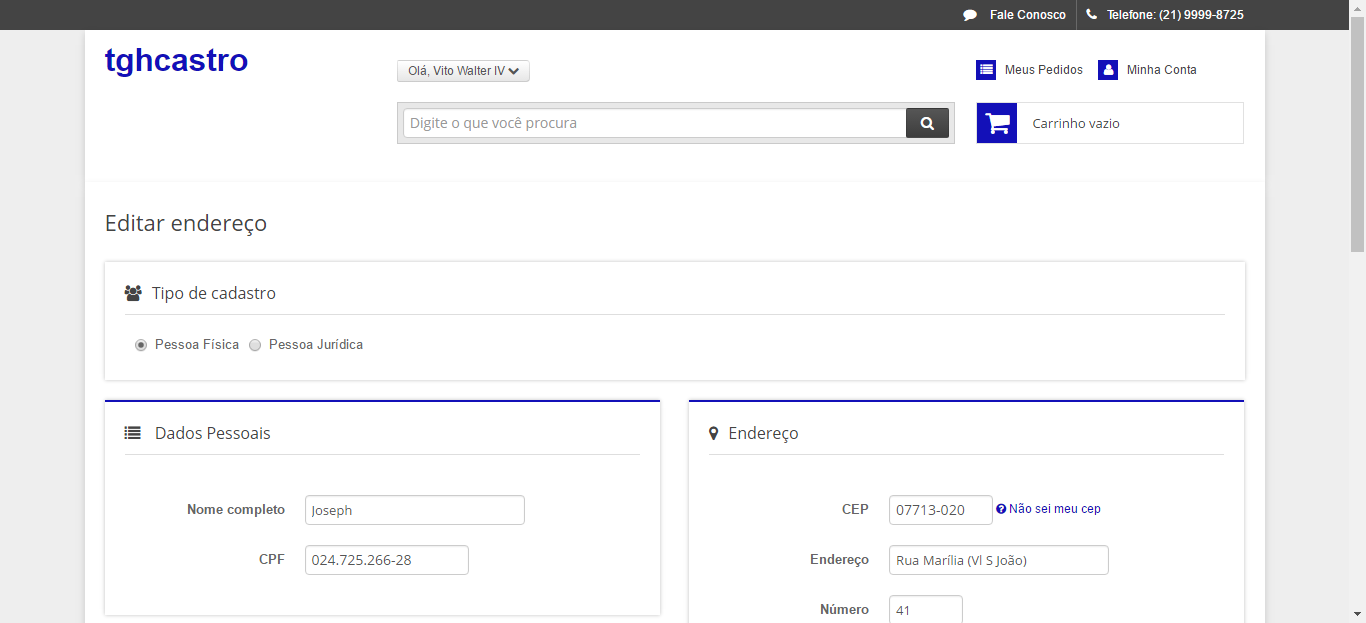 Fale Conosco
Telefone: (21) 9999-8725
tghcastro
Olá, Vito Walter IV
Meus Pedidos
Minha Conta
Digite o que você procura
Carrinho vazio
Editar endereço
Tipo de cadastro
Pessoa Física
Pessoa Jurídica
Dados Pessoais
Nome completo
Joseph
CPF
024.725.266-28
Endereço
CEP
07713-020
Não sei meu cep
Endereço
Rua Marília (Vl S João)
Número
41